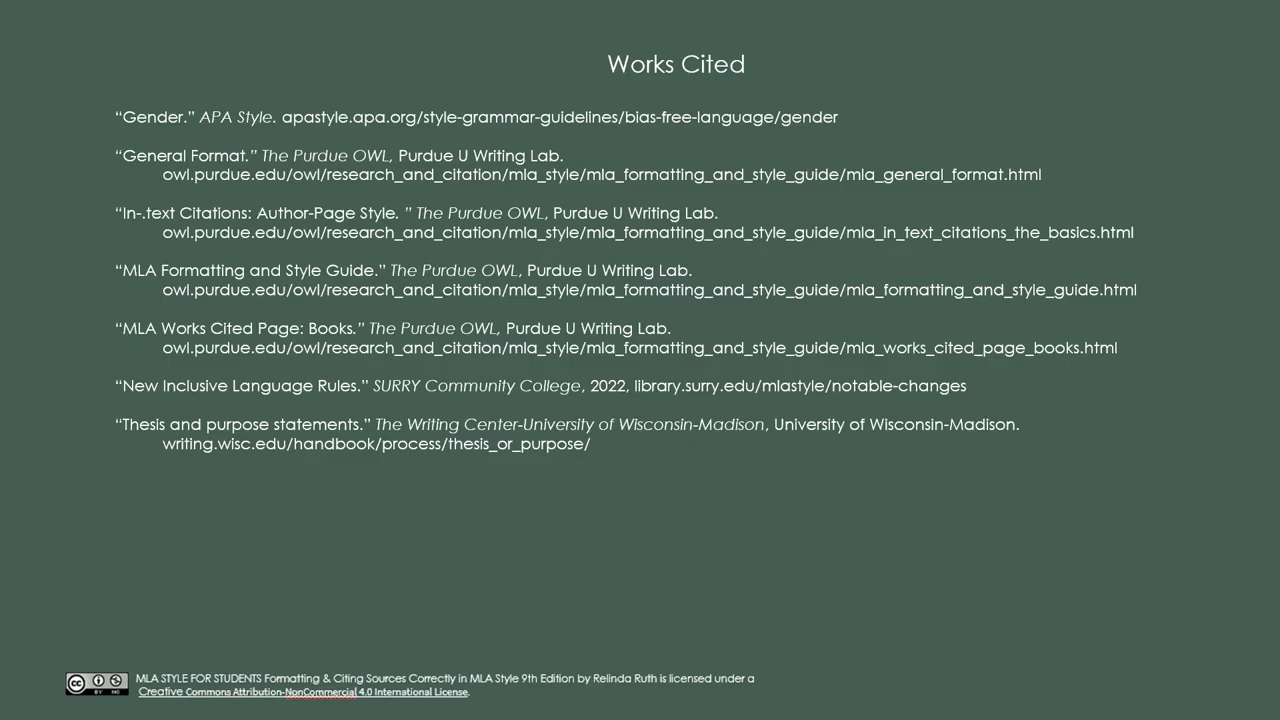 Works Cited
“Gender.” APA Style. apastyle.apa.org/style-grammar-guidelines/bias-free-language/gender
“General Format.” The Purdue OWL, Purdue U Writing Lab.
owl.purdue.edu/owl/research_and_citation/mla_style/mla_formatting_and_style_guide/mla_general_format.html
“In-.text Citations: Author-Page Style. ” The Purdue OWL, Purdue U Writing Lab.
owl.purdue.edu/owl/research_and_citation/mla_style/mla_formatting_and_style_guide/mla_in_text_citations_the_basics.html
“MLA Formatting and Style Guide.” The Purdue OWL, Purdue U Writing Lab.
owl.purdue.edu/owl/research_and_citation/mla_style/mla_formatting_and_style_guide/mla_formatting_and_style_guide.html
“MLA Works Cited Page: Books.” The Purdue OWL, Purdue U Writing Lab.
owl.purdue.edu/owl/research_and_citation/mla_style/mla_formatting_and_style_guide/mla_works_cited_page_books.html
“New Inclusive Language Rules.” SURRY Community College, 2022, library.surry.edu/mlastyle/notable-changes
“Thesis and purpose statements.” The Writing Center-University of Wisconsin-Madison, University of Wisconsin-Madison.
writing.wisc.edu/handbook/process/thesis_or_purpose/
cc BY NC
MLA STYLE FOR STUDENTS Formatting & Citing Sources Correctly in MLA Style 9th Edition by Relinda Ruth is licensed under a
Creative Commons Attribution-NonCommercial 4.0 International License.